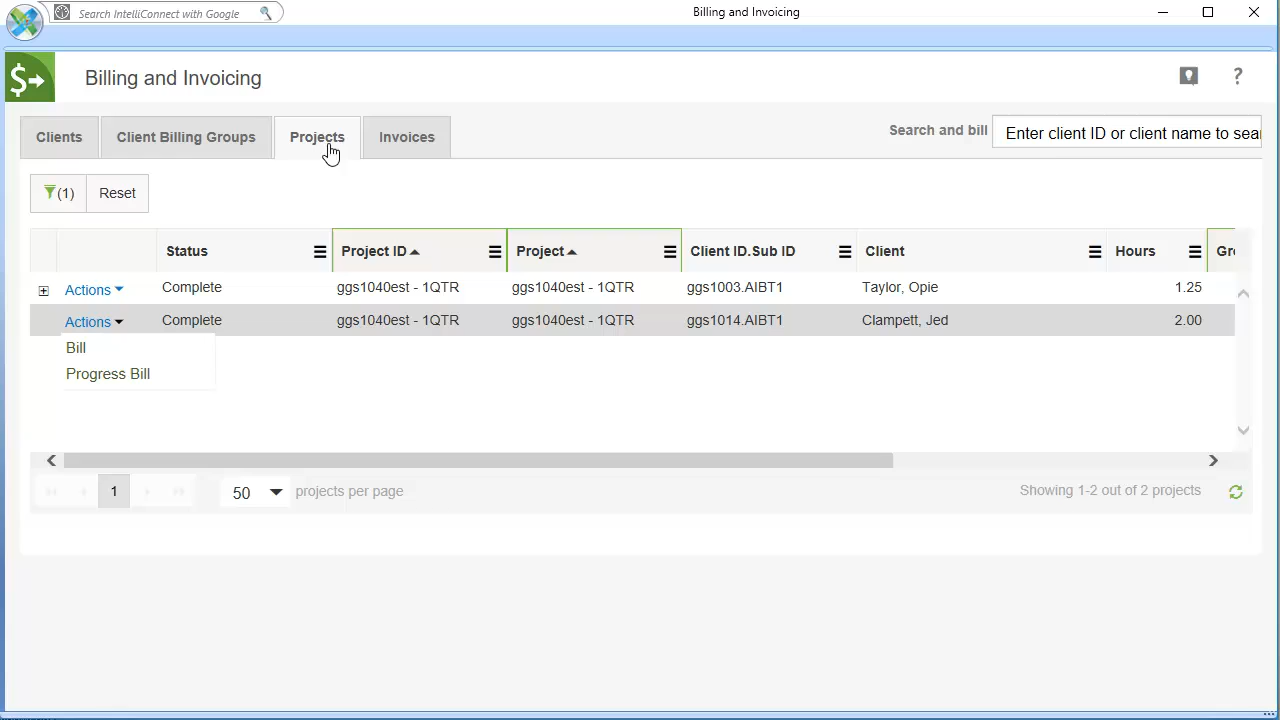 Search IntelliConnect with Google
Billing and Invoicing
Billing and Invoicing
?
Clients
Client Billing Groups
Projects
Invoices
Search and bill
Enter client ID or client name to sea
(1)
Reset
Status
Project ID
Project
Client ID.Sub ID
Client
Hours
Gro
Actions
Complete
ggs1040est - 1QTR
ggs1040est - 1QTR
ggs1003.AIBT1
Taylor, Opie
1.25
Actions
Complete
ggs1040est - 1QTR
ggs1040est - 1QTR
ggs1014.AIBT1
Clampett, Jed
2.00
Bill
Progress Bill
1
50
projects per page
Showing 1-2 out of 2 projects